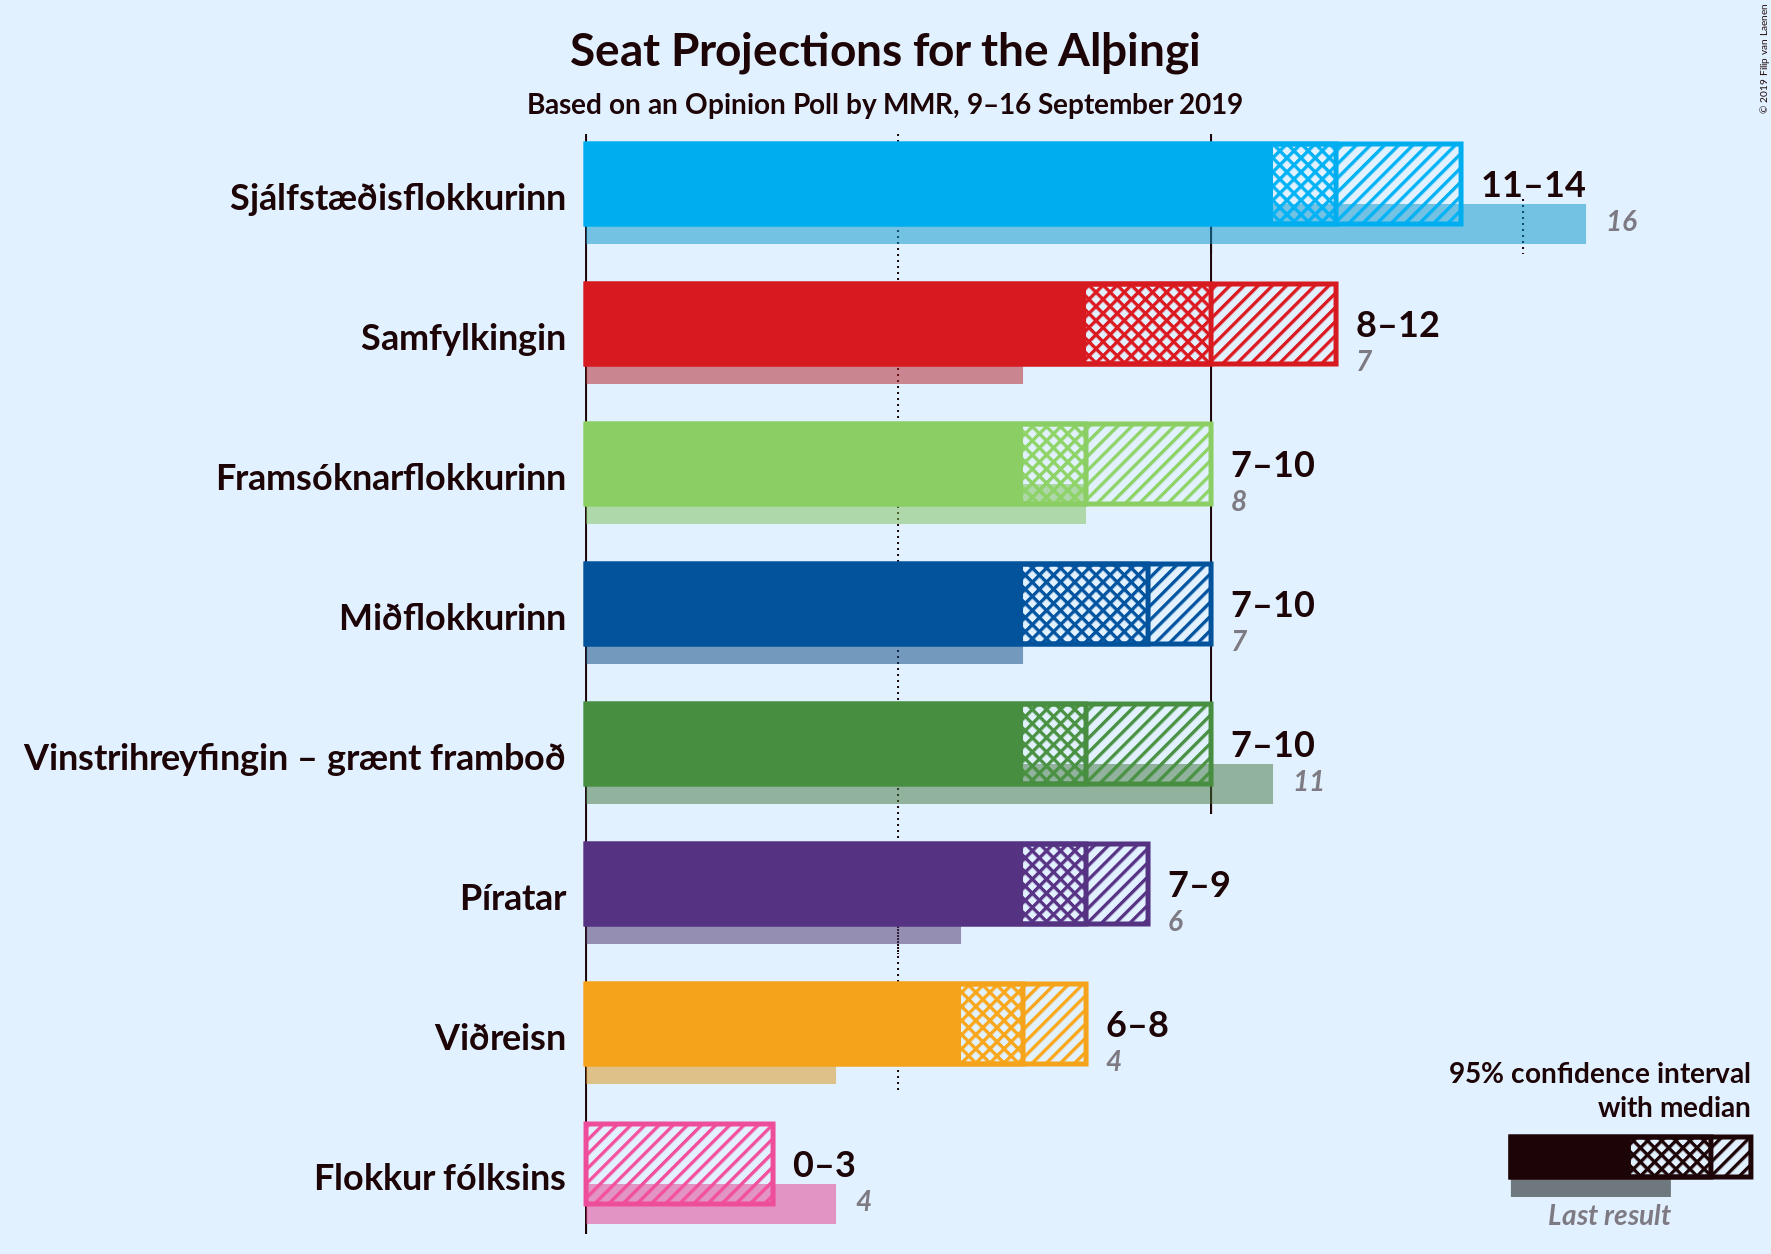 Seat Projections for the Alþingi
Based on an Opinion Poll by MMR, 9–16 September 2019
© 2019 Filip van Laenen
Sjálfstæðisflokkurinn
11–14
16
Samfylkingin
8–12
7
Framsóknarflokkurinn
7–10
8
Miðflokkurinn
7–10
7
Vinstrihreyfingin – grænt framboð
7–10
11
Píratar
7–9
6
Viðreisn
6–8
4
Flokkur fólksins
0–3
4
95% confidence interval
with median
Last result